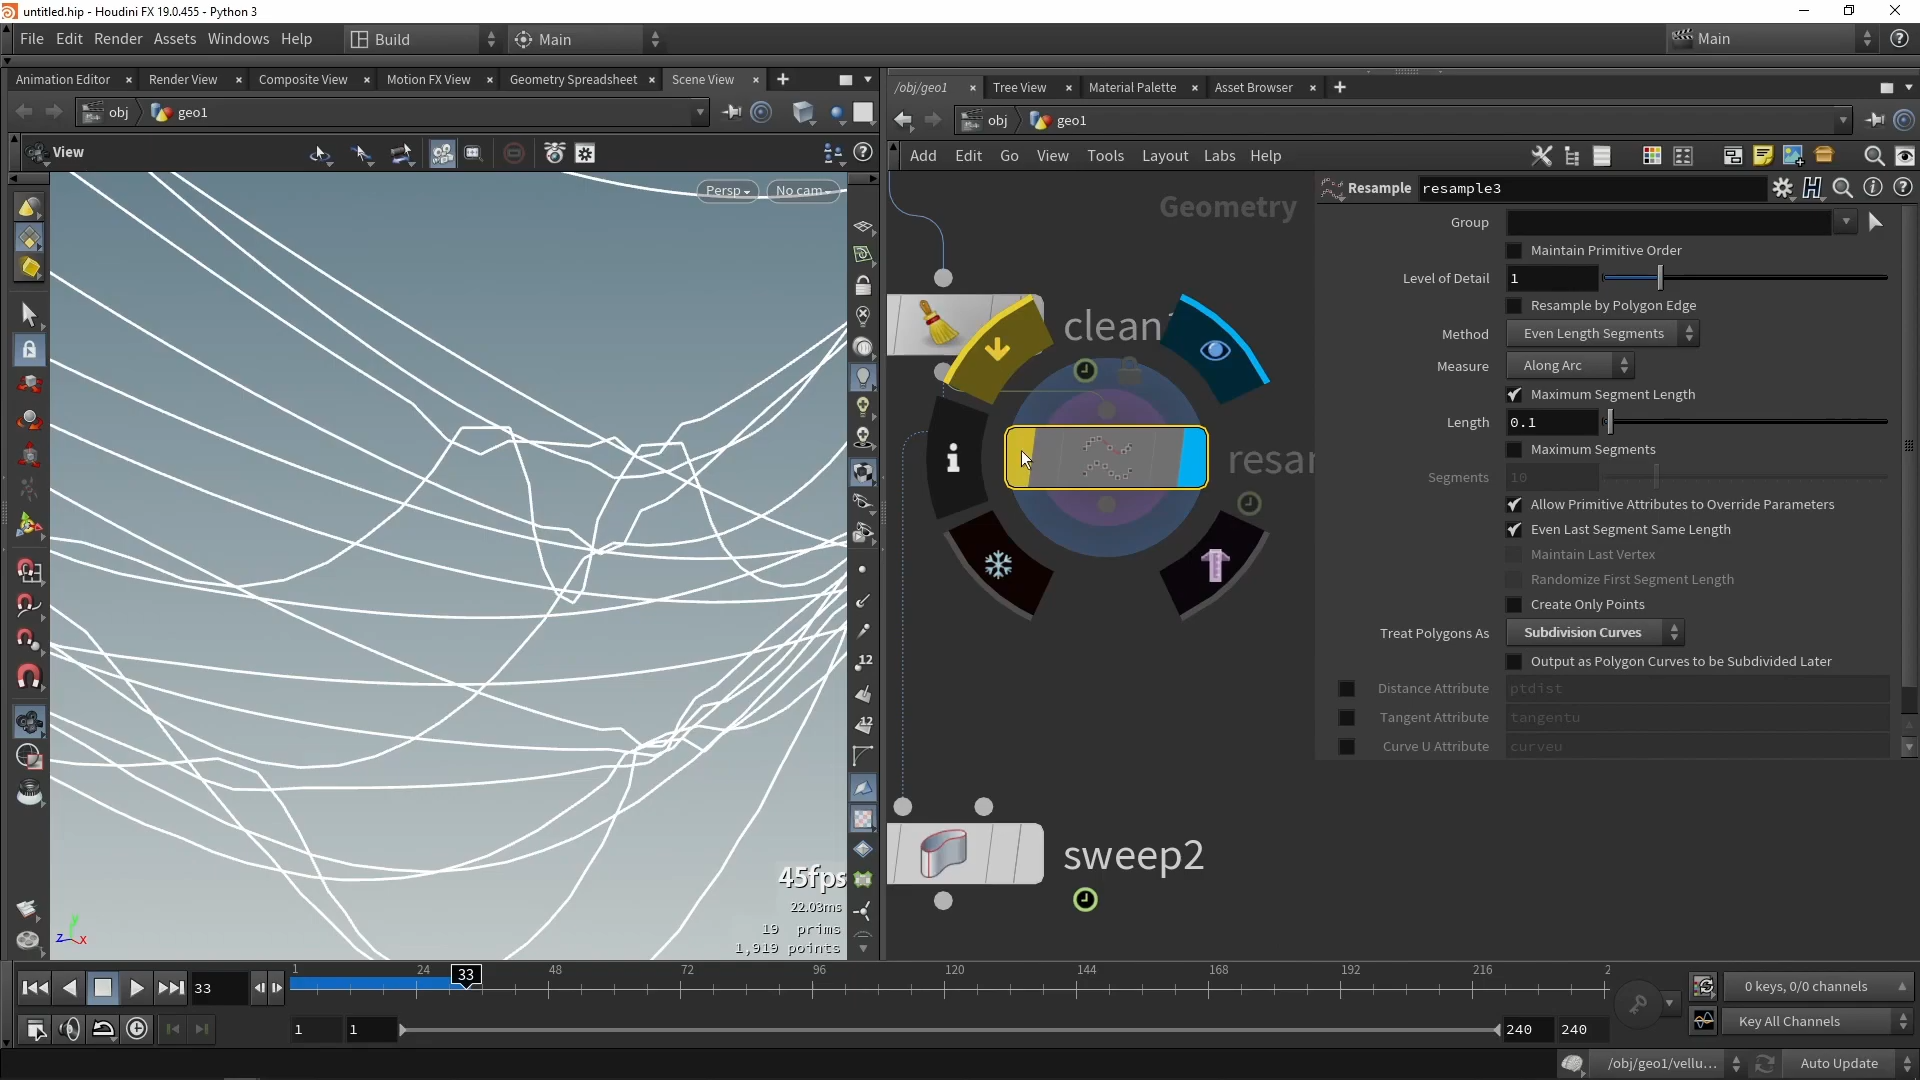 untitled.hip - Houdini FX 19.0.455 - Python 3
File Edit Render Assets Windows Help Build Main Main
Animation Editor Render View Composite View Motion FX View Geometry Spreadsheet Scene View
/obj/geo1 Tree View Material Palette Asset Browser
obj geo1
obj geo1
View
Add Edit Go View Tools Layout Labs Help
Persp No cam
Geometry
Resample resample3
Group
Maintain Primitive Order
Level of Detail 1
Resample by Polygon Edge
Method Even Length Segments
Measure Along Arc
Maximum Segment Length
Length 0.1
Maximum Segments
Segments 10
Allow Primitive Attributes to Override Parameters
Even Last Segment Same Length
Maintain Last Vertex
Randomize First Segment Length
Create Only Points
Treat Polygons As Subdivision Curves
Output as Polygon Curves to be Subdivided Later
Distance Attribute ptdist
Tangent Attribute tangentu
Curve U Attribute curveu
clean1
resam
sweep2
12
12
45fps
22.03ms
19 prims
1,919 points
1 24 33 48 72 96 120 144 168 192 216 2
33
0 keys, 0/0 channels
1 1 240 240
Key All Channels
/obj/geo1/vellu... Auto Update